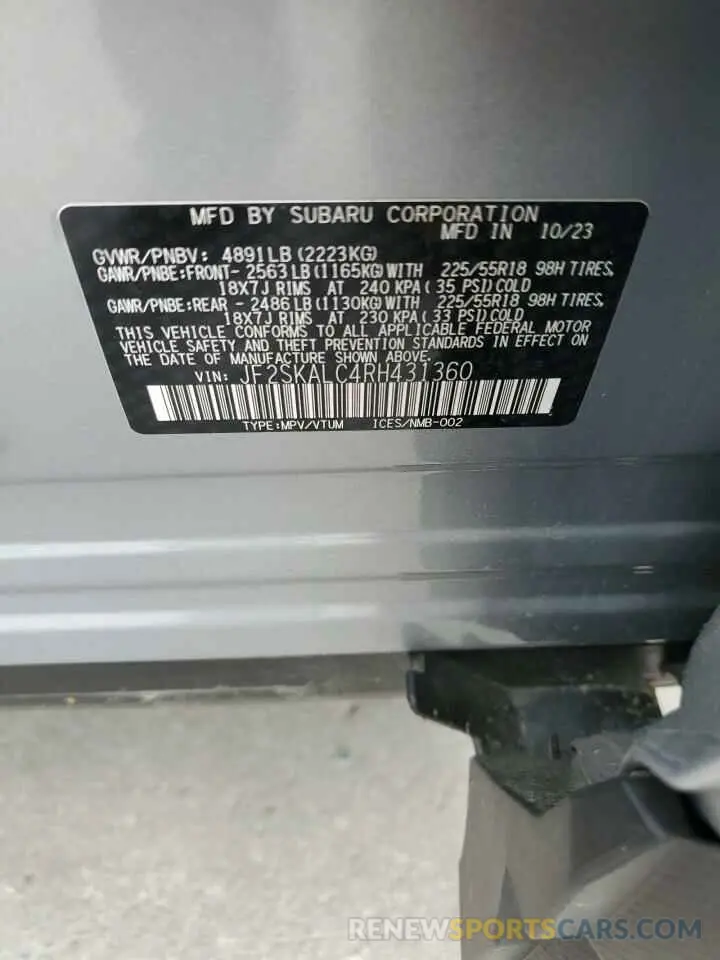 MFD BY SUBARU CORPORATION
MFD IN 10/23
GVWR/PNBV: 4891LB (2223KG)
GAWR/PNBE:FRONT- 2563LB(1165KG)WITH 225/55R18 98H TIRES,
18X7J RIMS AT 240 KPA( 35 PSI)COLD
GAWR/PNBE:REAR - 2486LB(1130KG)WITH 225/55R18 98H TIRES,
18X7J RIMS AT 230 KPA( 33 PSI)COLD
THIS VEHICLE CONFORMS TO ALL APPLICABLE FEDERAL MOTOR
VEHICLE SAFETY AND THEFT PREVENTION STANDARDS IN EFFECT ON
THE DATE OF MANUFACTURE SHOWN ABOVE.
VIN: JF2SKALC4RH431360
TYPE:MPV/VTUM ICES/NMB-002
RENEWSPORTSCARS.COM